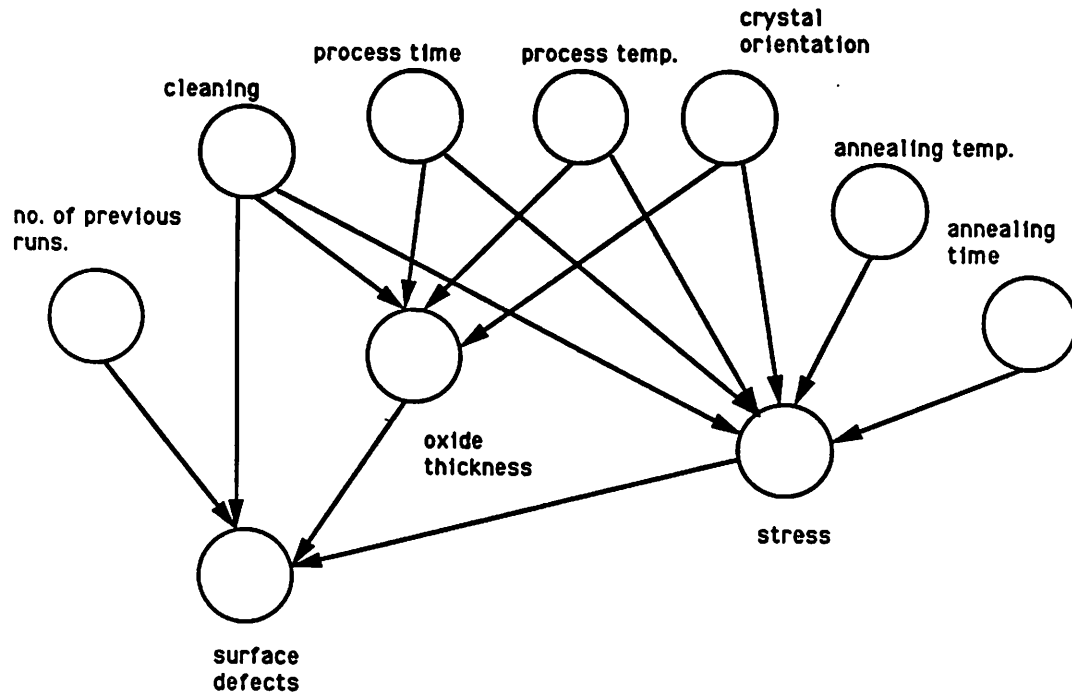 crystal
orientation
process time
process temp.
cleaning
annealing temp.
no. of previous
runs.
annealing
time
oxide
thickness
stress
surface
defects